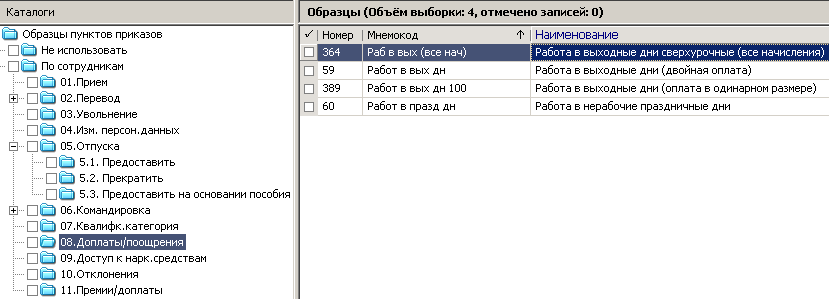 Каталоги
Образцы пунктов приказов
Не использовать
По сотрудникам
01.Прием
02.Перевод
03.Увольнение
04.Изм. персон.данных
05.Отпуска
5.1. Предоставить
5.2. Прекратить
5.3. Предоставить на основании пособия
06.Командировка
07.Квалифк.категория
08.Доплаты/поощрения
09.Доступ к нарк.средствам
10.Отклонения
11.Премии/доплаты
Образцы (Объём выборки: 4, отмечено записей: 0)
Номер Мнемокод Наименование
364 Раб в вых (все нач) Работа в выходные дни сверхурочные (все начисления)
59 Работ в вых дн Работа в выходные дни (двойная оплата)
389 Работ в вых дн 100 Работа в выходные дни (оплата в одинарном размере)
60 Работ в празд дн Работа в нерабочие праздничные дни